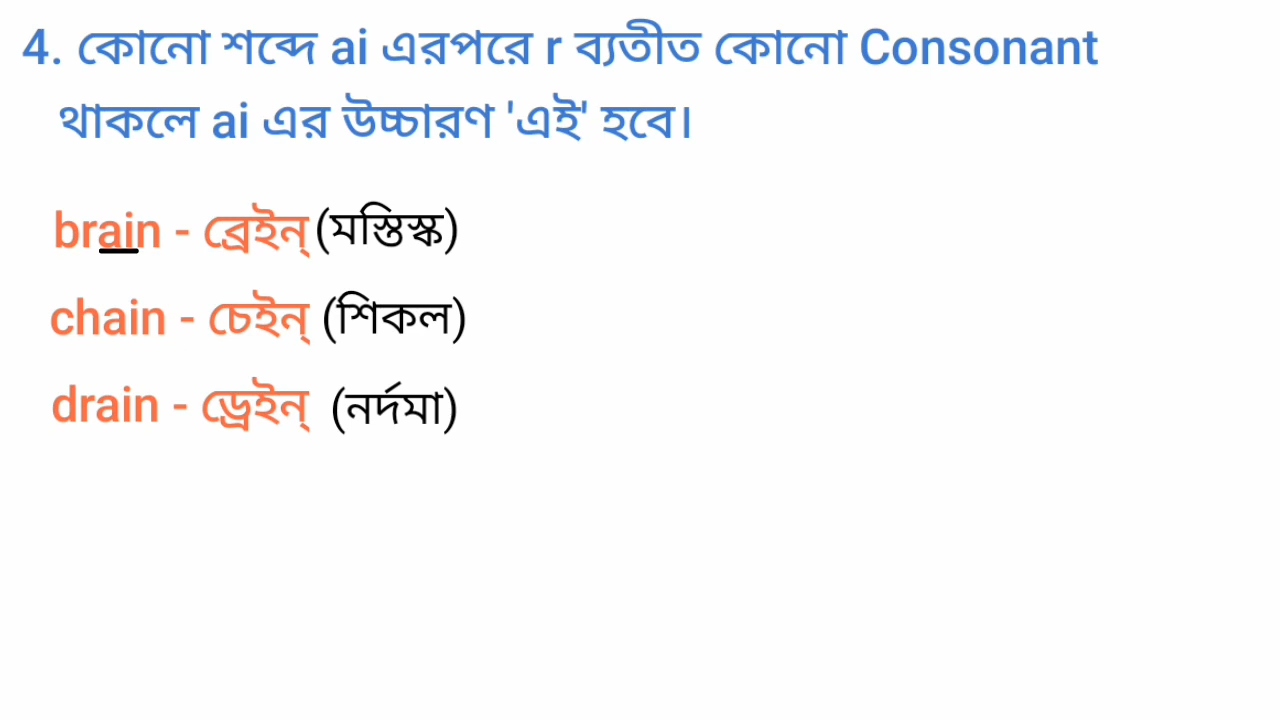 4. কোনো শব্দে ai এরপরে r ব্যতীত কোনো Consonant
থাকলে ai এর উচ্চারণ 'এই' হবে।
brain - ব্রেইন্ (মস্তিস্ক)
chain - চেইন্ (শিকল)
drain - ড্রেইন্ (নর্দমা)